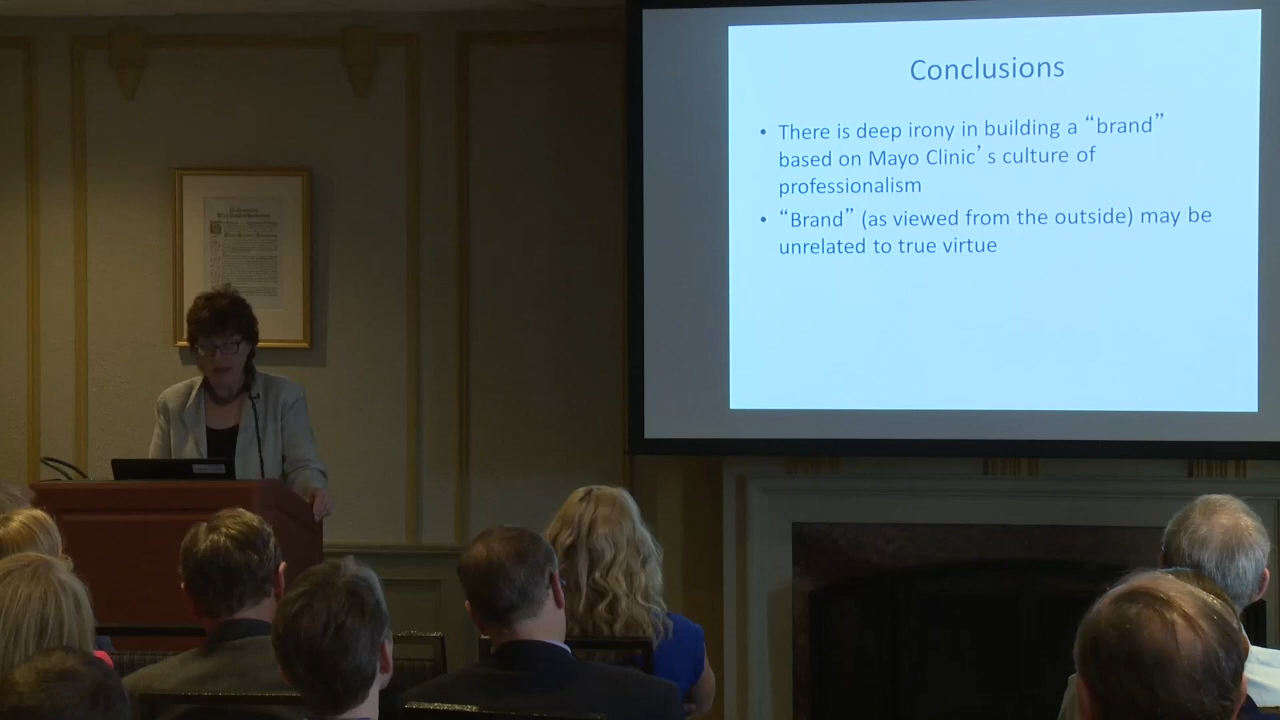 Conclusions
• There is deep irony in building a “brand”
based on Mayo Clinic’s culture of
professionalism
• “Brand” (as viewed from the outside) may be
unrelated to true virtue